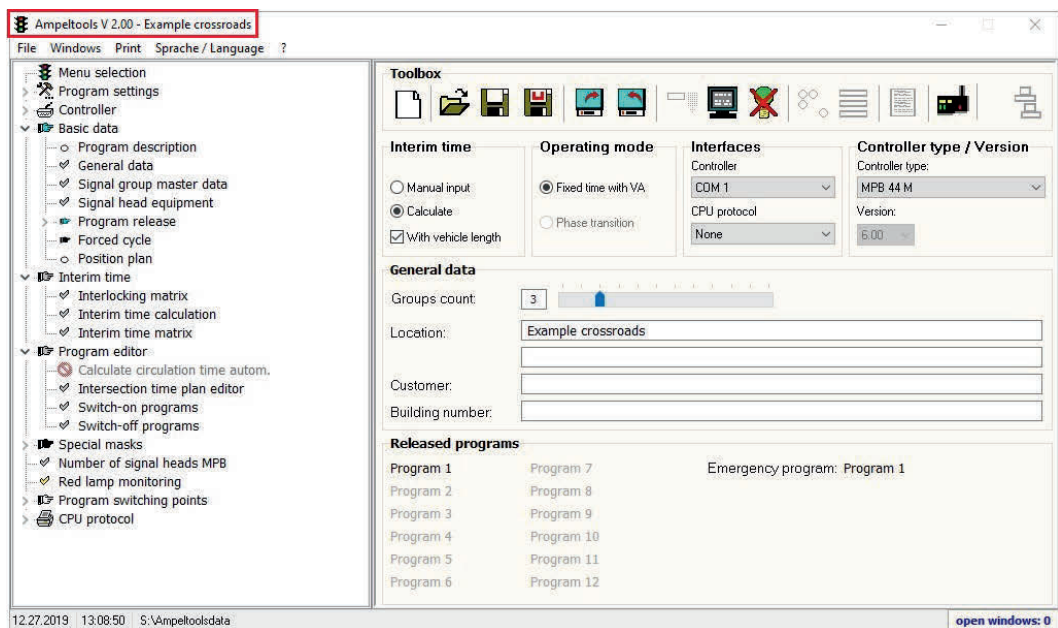 Ampeltools V 2.00 - Example crossroads
File Windows Print Sprache / Language ?
Menu selection
Program settings
Controller
Basic data
Program description
General data
Signal group master data
Signal head equipment
Program release
Forced cycle
Position plan
Interim time
Interlocking matrix
Interim time calculation
Interim time matrix
Program editor
Calculate circulation time autom.
Intersection time plan editor
Switch-on programs
Switch-off programs
Special masks
Number of signal heads MPB
Red lamp monitoring
Program switching points
CPU protocol
Toolbox
Interim time
Manual input
Calculate
With vehicle length
Operating mode
Fixed time with VA
Phase transition
Interfaces
Controller
COM 1
CPU protocol
None
Controller type / Version
Controller type:
MPB 44 M
Version:
6.00
General data
Groups count: 3
Location: Example crossroads
Customer:
Building number:
Released programs
Program 1 Program 7 Emergency program: Program 1
Program 2 Program 8
Program 3 Program 9
Program 4 Program 10
Program 5 Program 11
Program 6 Program 12
12.27.2019 13:08:50 S:\Ampeltoolsdata open windows: 0